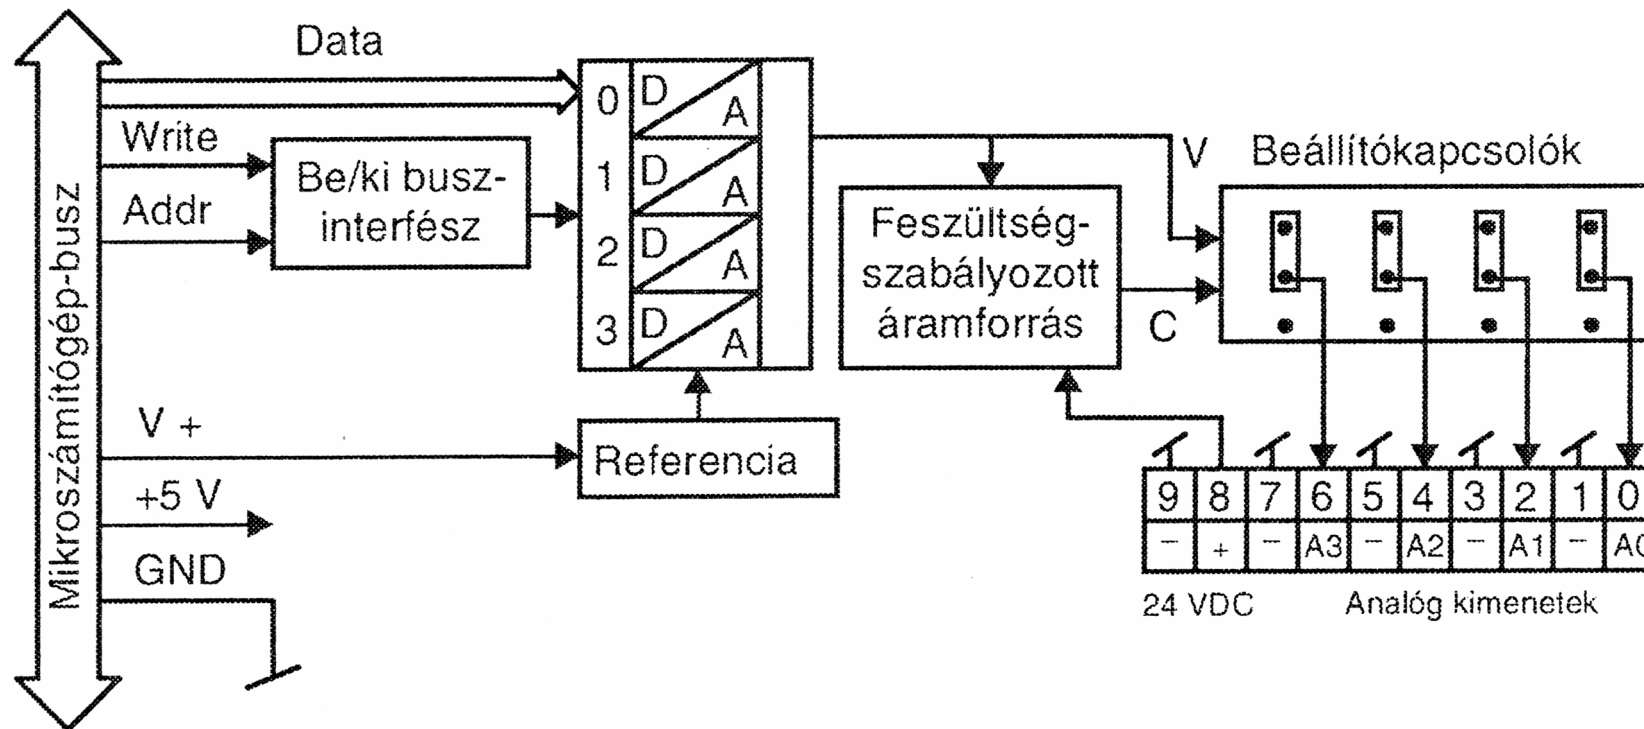 Data
Write
Addr
V +
+5 V
GND
Mikroszámítógép-busz
Be/ki busz-
interfész
0 D A
1 D A
2 D A
3 D A
Referencia
Feszültség-
szabályozott
áramforrás
V
C
Beállítókapcsolók
9 8 7 6 5 4 3 2 1 0
– + – A3 – A2 – A1 – A0
24 VDC
Analóg kimenetek